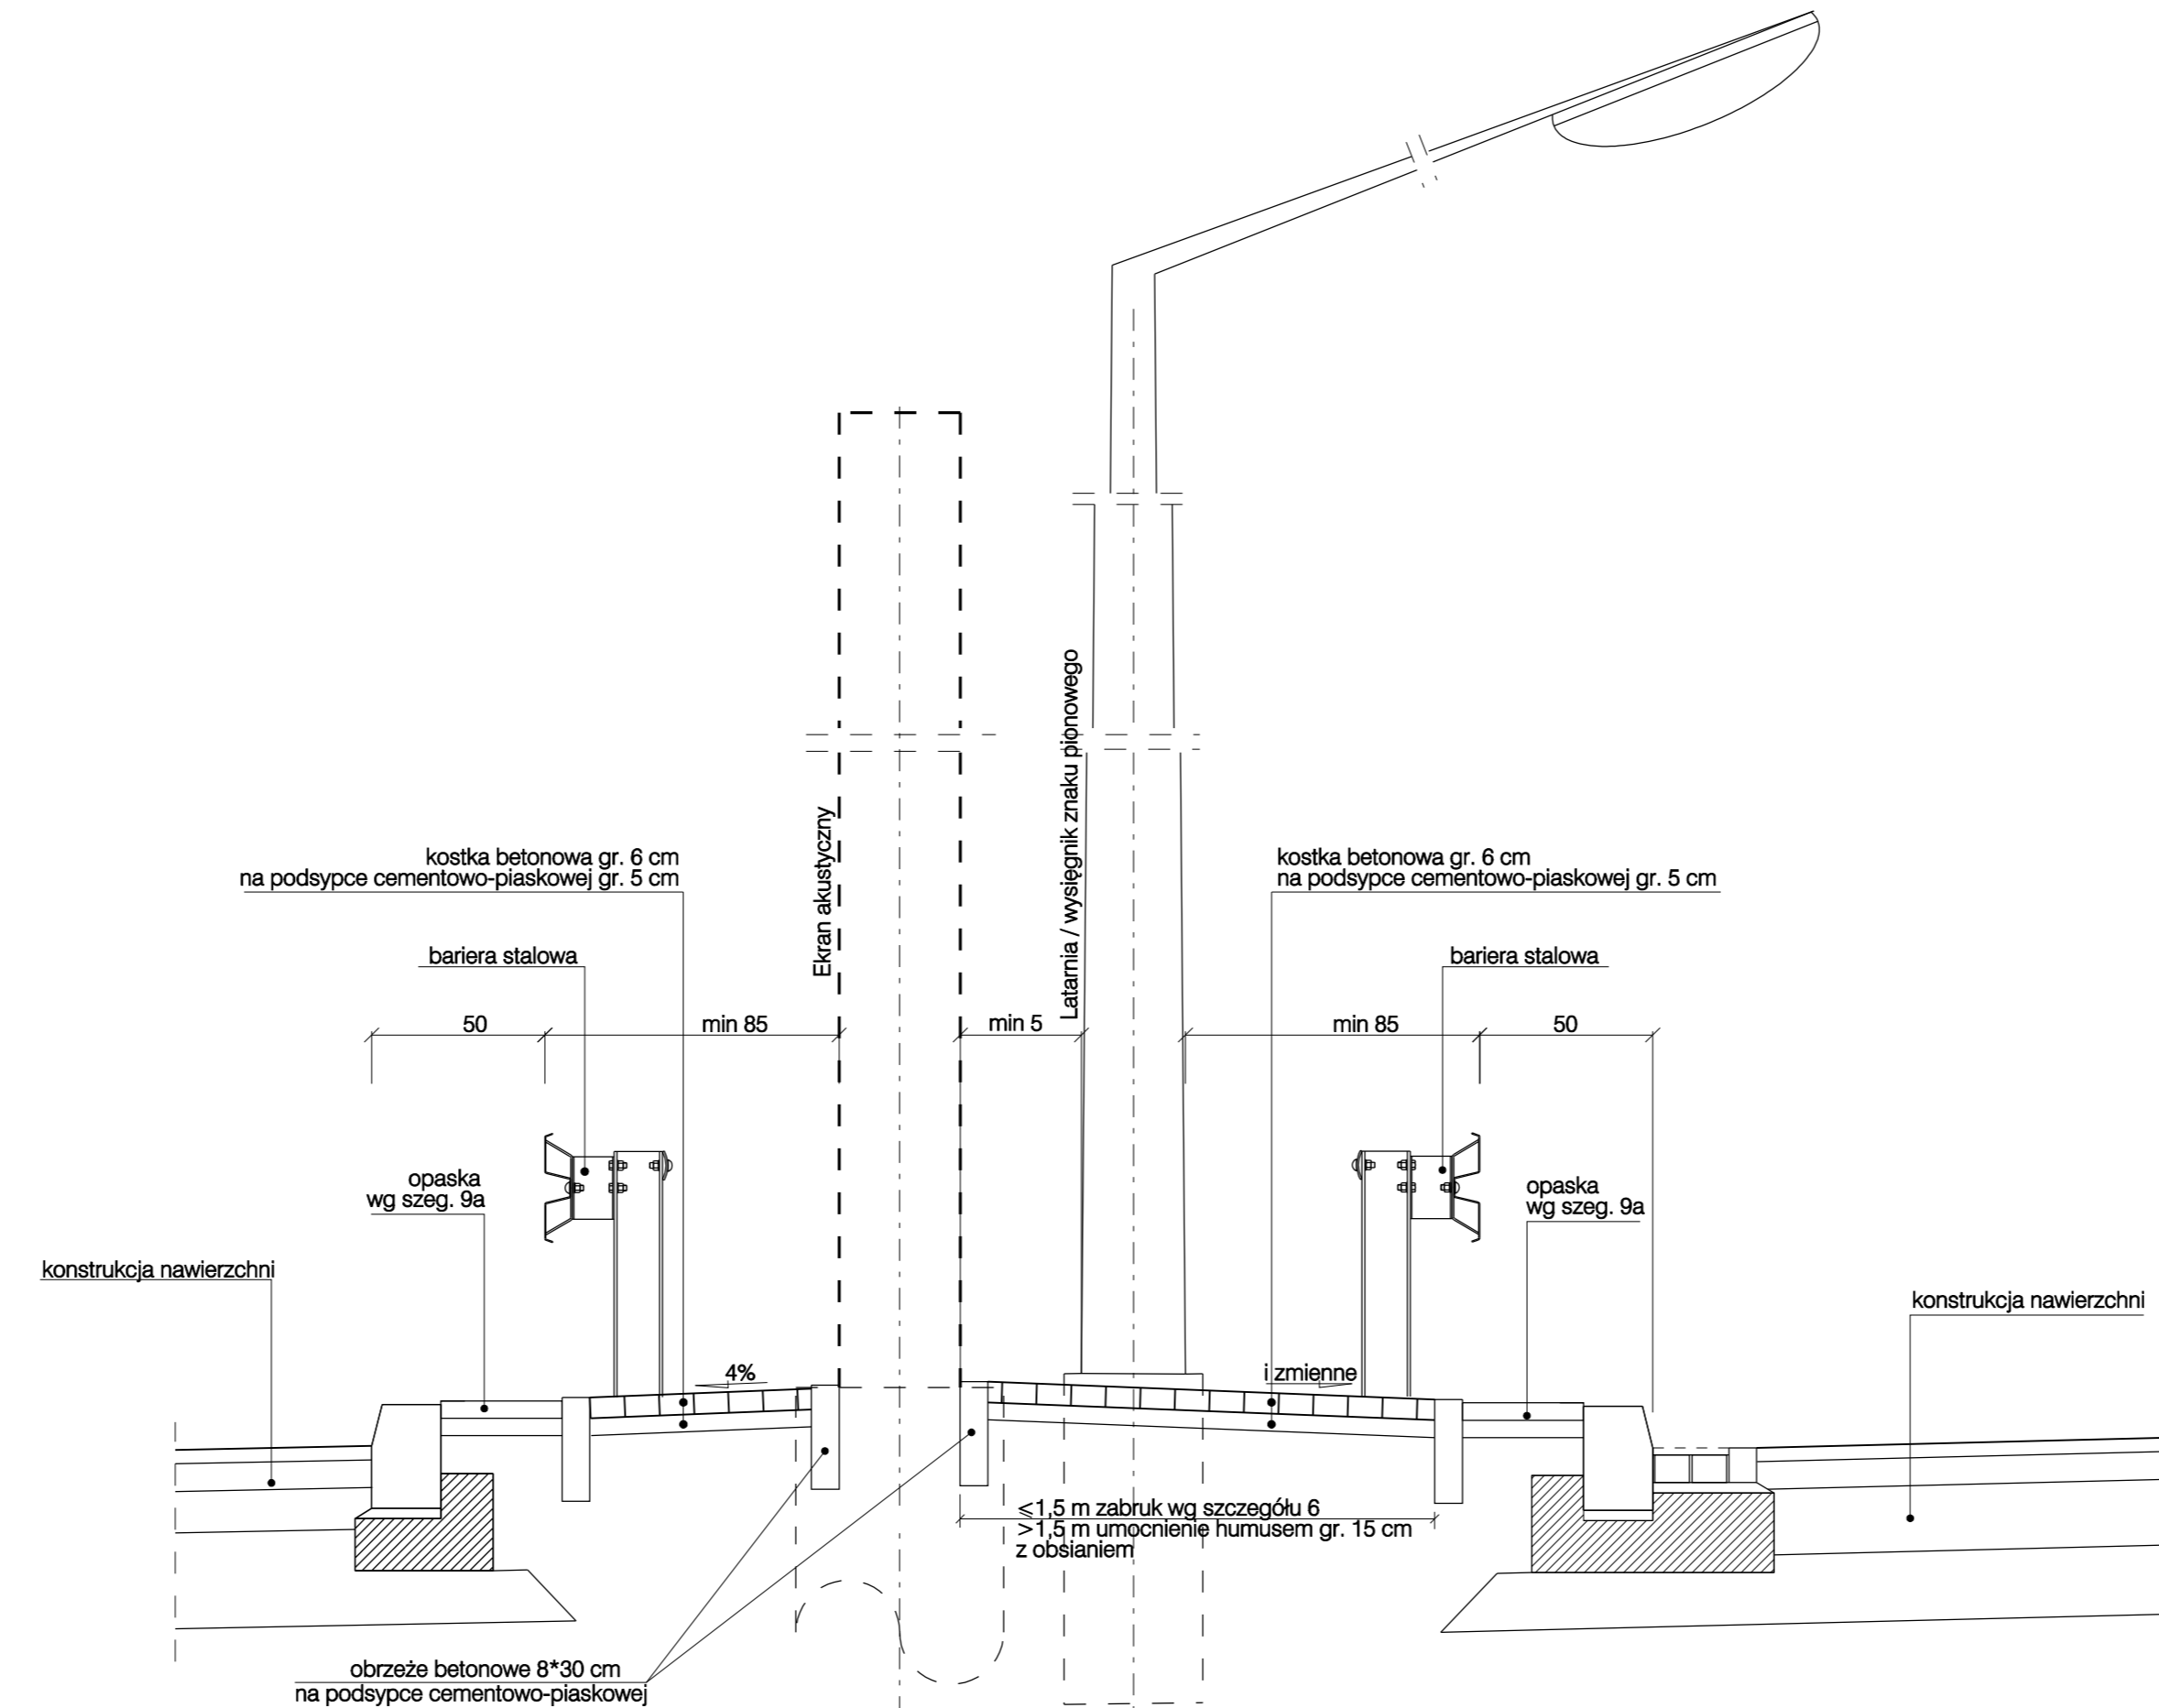 Latarnia / wysięgnik znaku pionowego
Ekran akustyczny
kostka betonowa gr. 6 cm
na podsypce cementowo-piaskowej gr. 5 cm
kostka betonowa gr. 6 cm
na podsypce cementowo-piaskowej gr. 5 cm
bariera stalowa
bariera stalowa
50
min 85
min 5
min 85
50
opaska
wg szeg. 9a
opaska
wg szeg. 9a
konstrukcja nawierzchni
konstrukcja nawierzchni
4%
i zmienne
≤1,5 m zabruk wg szczegółu 6
>1,5 m umocnienie humusem gr. 15 cm
z obsianiem
obrzeże betonowe 8*30 cm
na podsypce cementowo-piaskowej